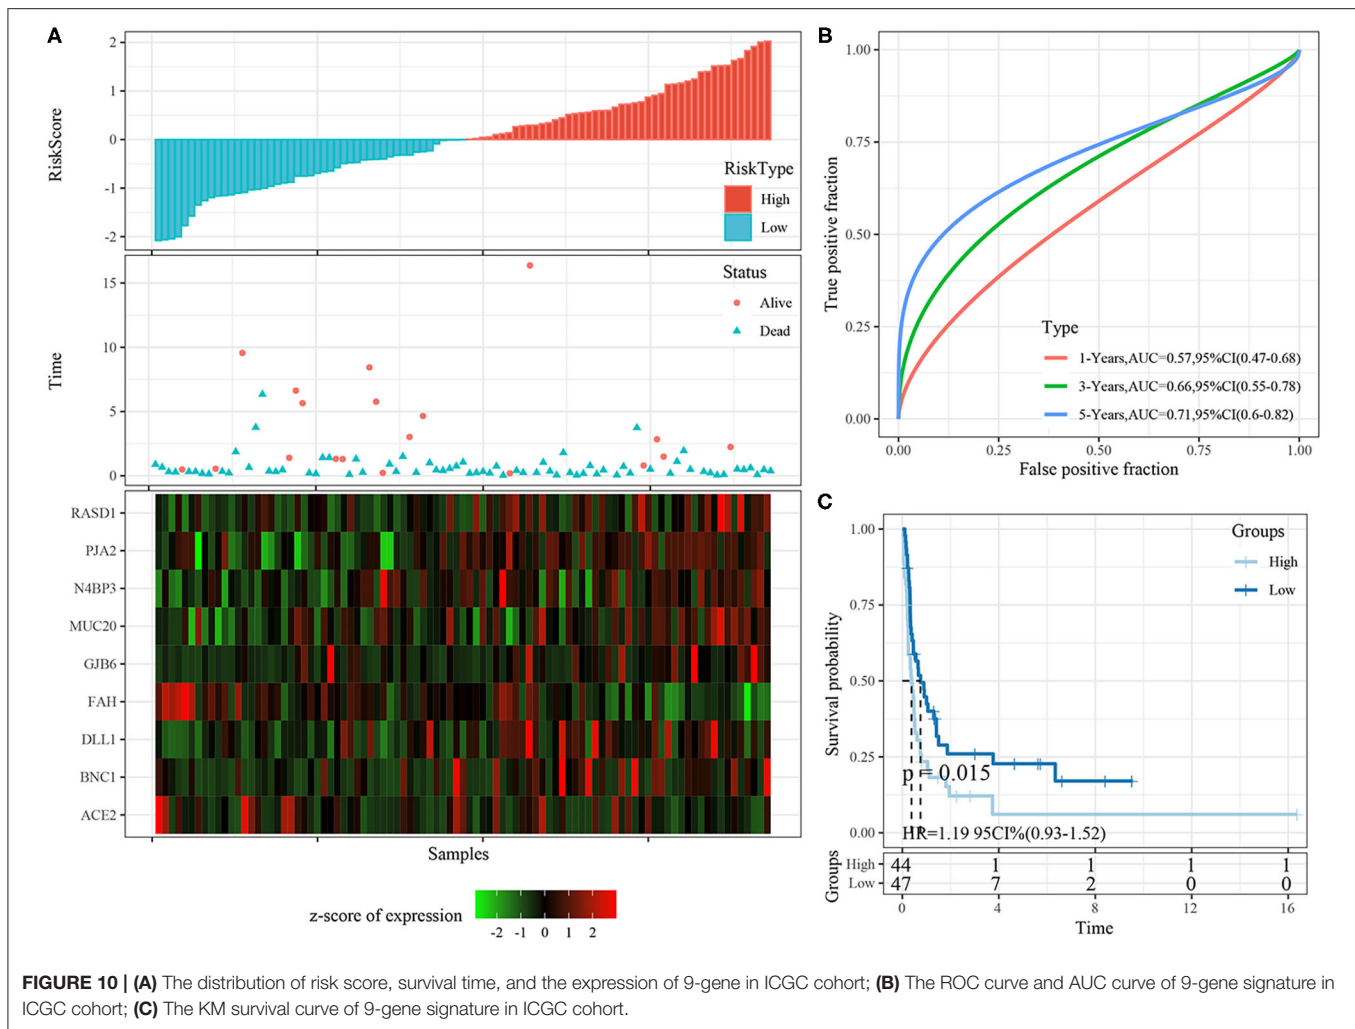 A
2
1
0
-1
-2
RiskScore
RiskType
High
Low
15
10
5
0
Time
Status
Alive
Dead
RASD1
PJA2
N4BP3
MUC20
GJB6
FAH
DLL1
BNC1
ACE2
Samples
z-score of expression
-2 -1 0 1 2
B
1.00
0.75
0.50
0.25
0.00
True positive fraction
Type
1-Years,AUC=0.57,95%CI(0.47-0.68)
3-Years,AUC=0.66,95%CI(0.55-0.78)
5-Years,AUC=0.71,95%CI(0.6-0.82)
0.00 0.25 0.50 0.75 1.00
False positive fraction
C
1.00
0.75
0.50
0.25
0.00
Survival probability
Groups
High
Low
p = 0.015
HR=1.19 95CI%(0.93-1.52)
Groups
High 44 1 1 1 1
Low 47 7 2 0 0
0 4 8 12 16
Time
FIGURE 10 | (A) The distribution of risk score, survival time, and the expression of 9-gene in ICGC cohort; (B) The ROC curve and AUC curve of 9-gene signature in
ICGC cohort; (C) The KM survival curve of 9-gene signature in ICGC cohort.